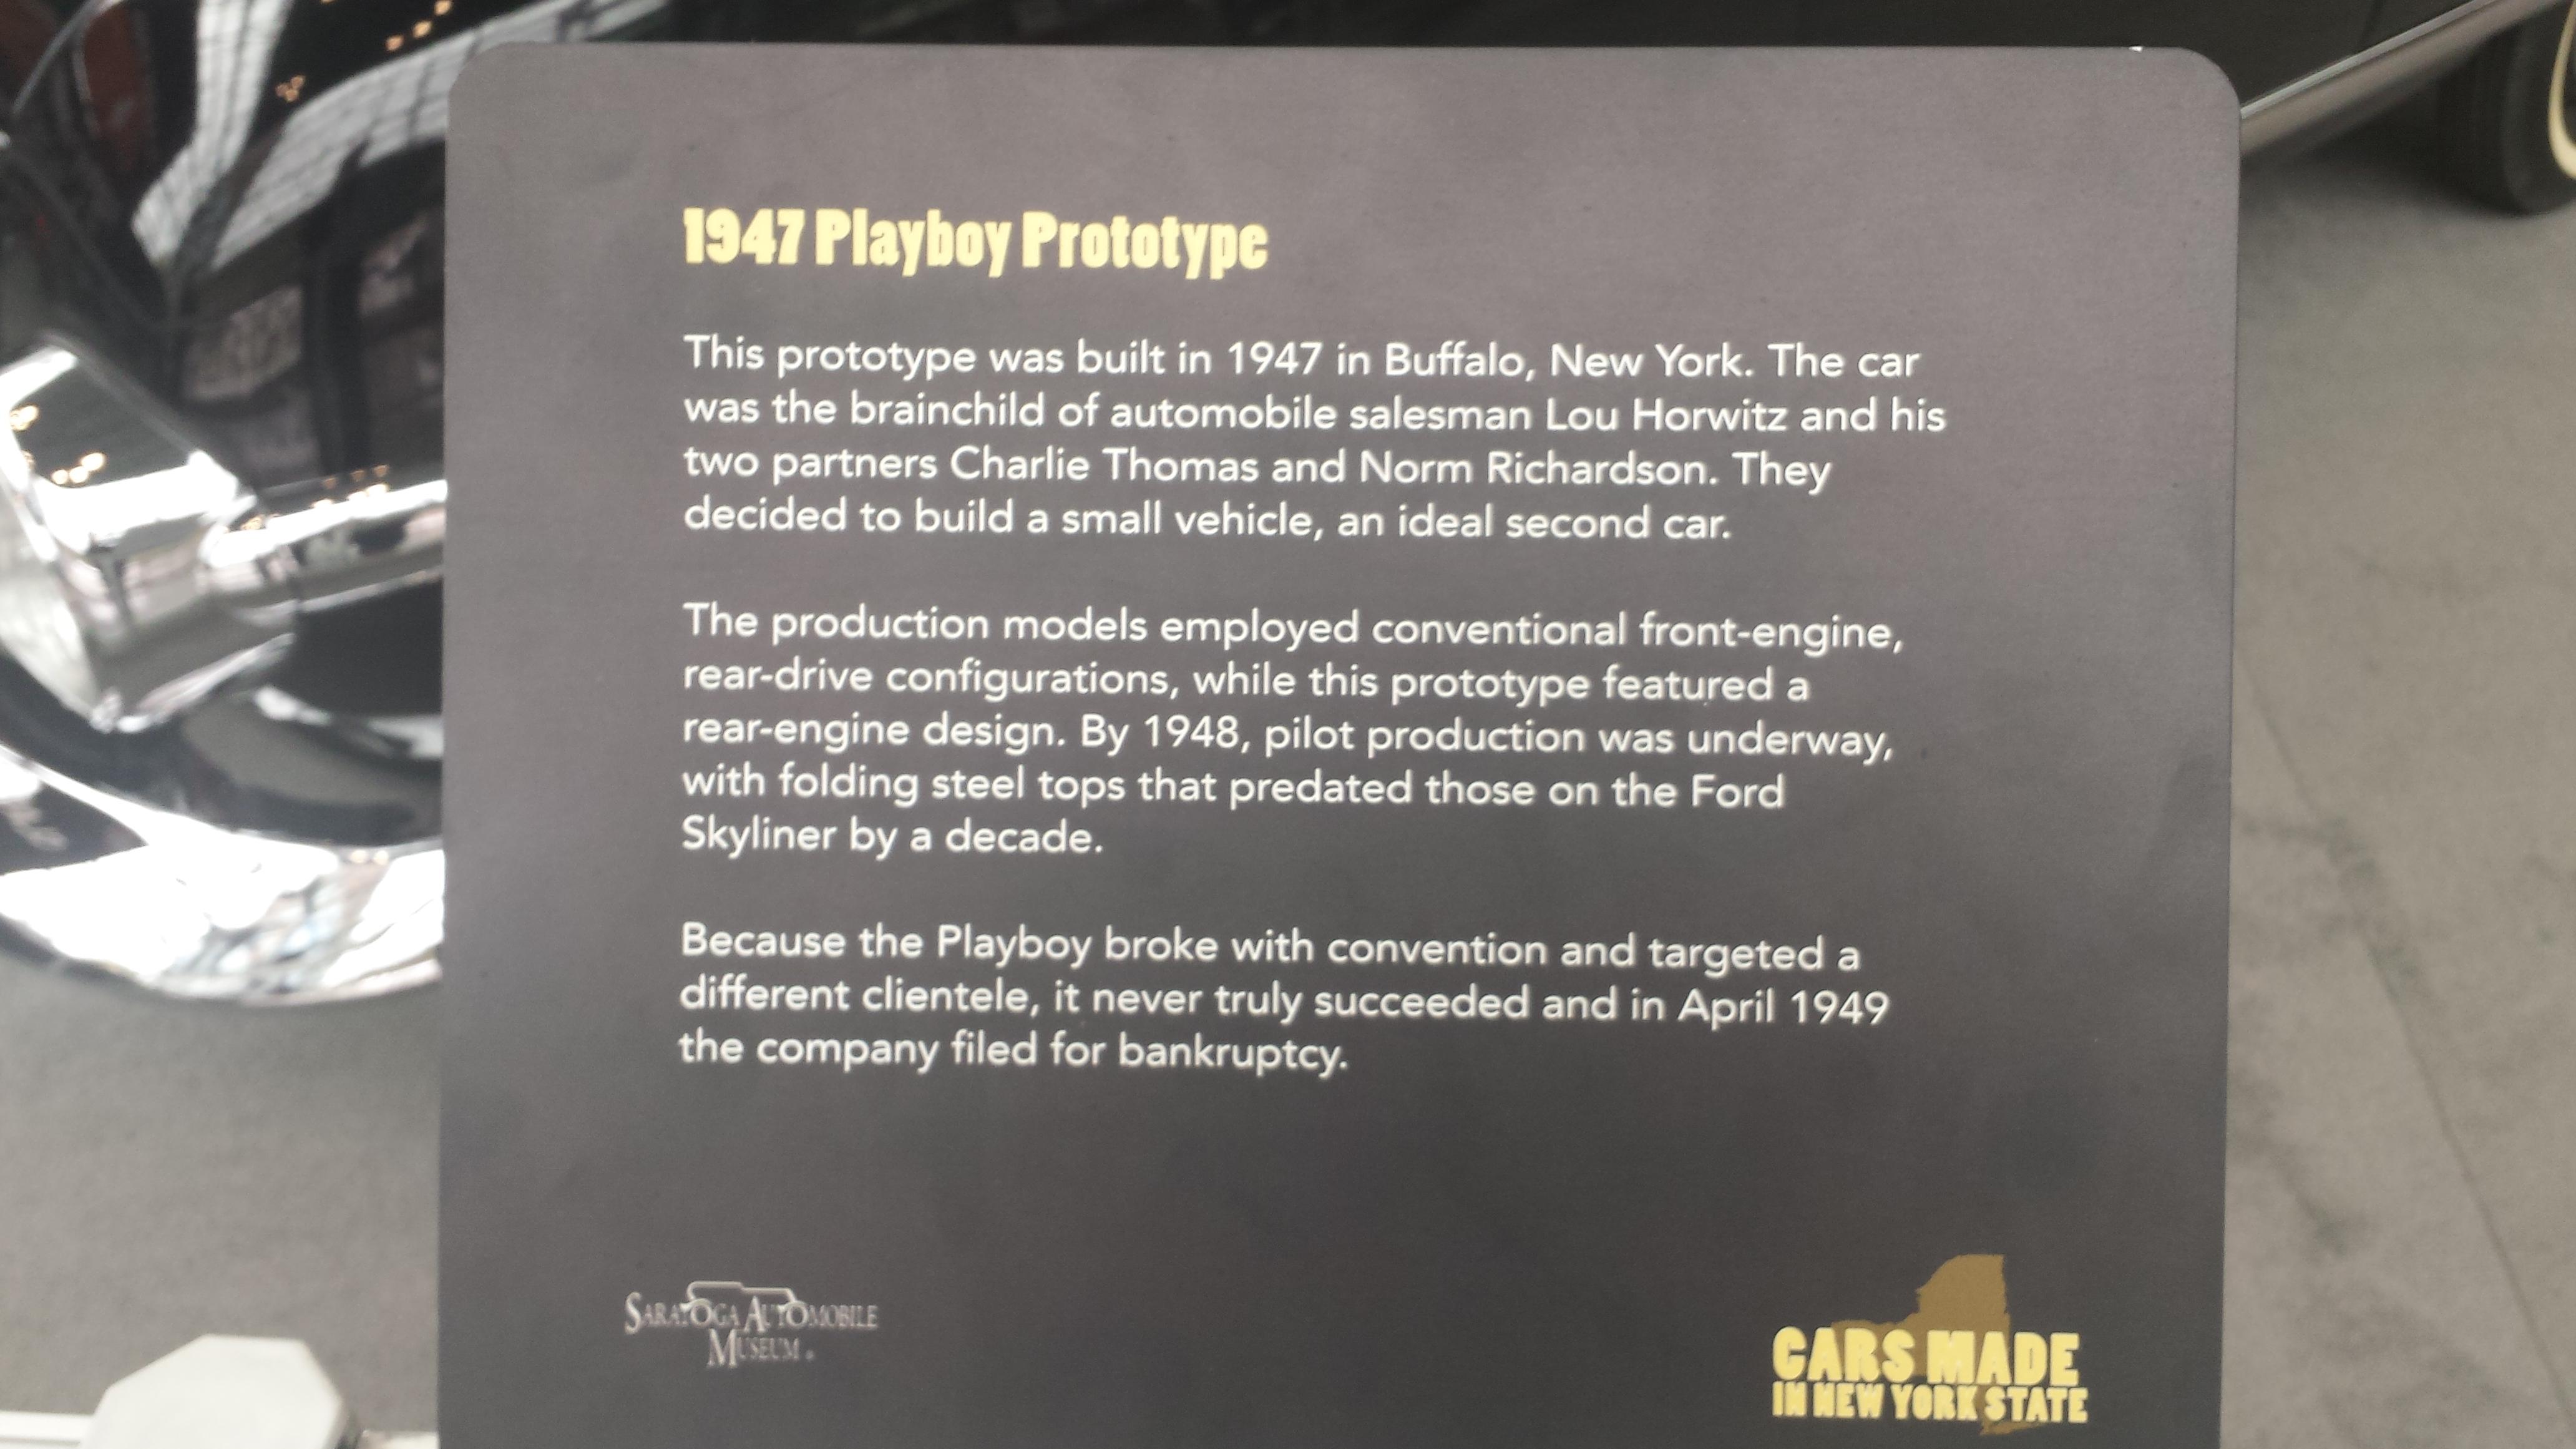 1947 Playboy Prototype
This prototype was built in 1947 in Buffalo, New York. The car
was the brainchild of automobile salesman Lou Horwitz and his
two partners Charlie Thomas and Norm Richardson. They
decided to build a small vehicle, an ideal second car.
The production models employed conventional front-engine,
rear-drive configurations, while this prototype featured a
rear-engine design. By 1948, pilot production was underway,
with folding steel tops that predated those on the Ford
Skyliner by a decade.
Because the Playboy broke with convention and targeted a
different clientele, it never truly succeeded and in April 1949
the company filed for bankruptcy.
SARATOGA AUTOMOBILE
MUSEUM
CARS MADE
IN NEW YORK STATE